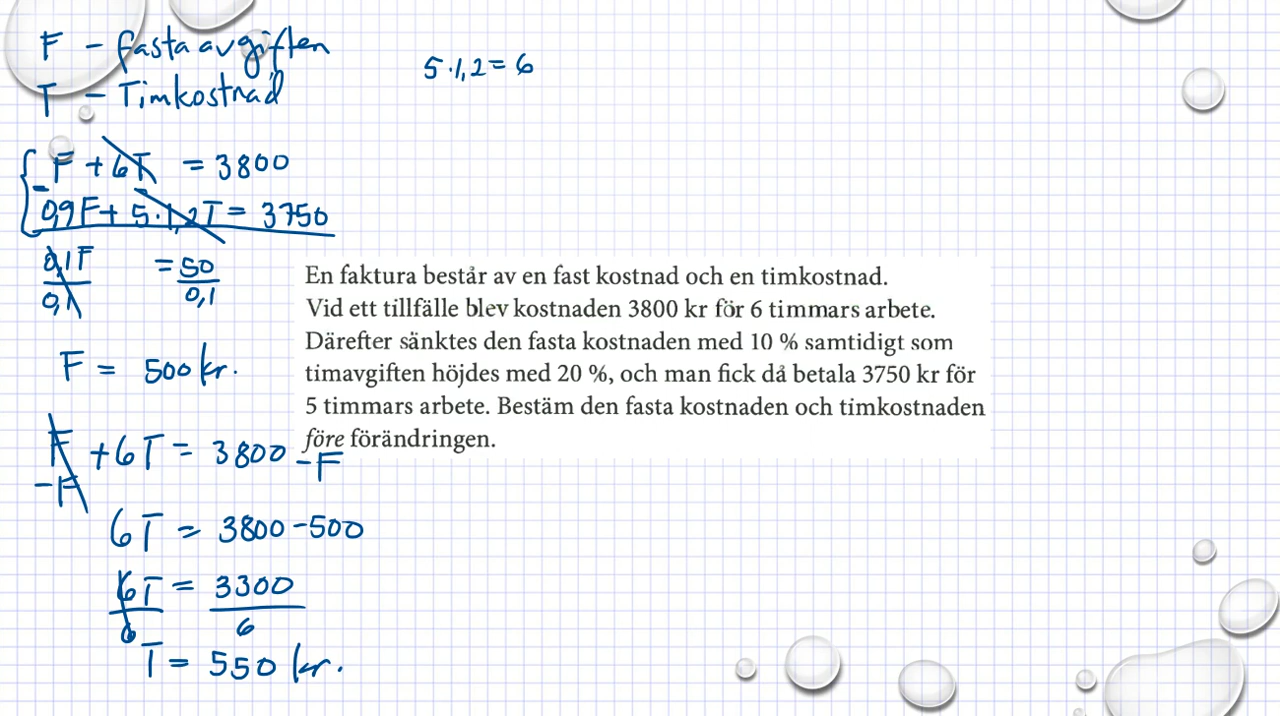 F - fasta avgiften
T - Timkostnad
5·1,2 = 6
F + 6T = 3800
- 0,9F + 5·1,2T = 3750
0,1F = 50
0,1 0,1
F = 500 kr.
En faktura består av en fast kostnad och en timkostnad.
Vid ett tillfälle blev kostnaden 3800 kr för 6 timmars arbete.
Därefter sänktes den fasta kostnaden med 10 % samtidigt som
timavgiften höjdes med 20 %, och man fick då betala 3750 kr för
5 timmars arbete. Bestäm den fasta kostnaden och timkostnaden
före förändringen.
F + 6T = 3800 - F
-F
6T = 3800 - 500
6T = 3300
6 6
T = 550 kr.